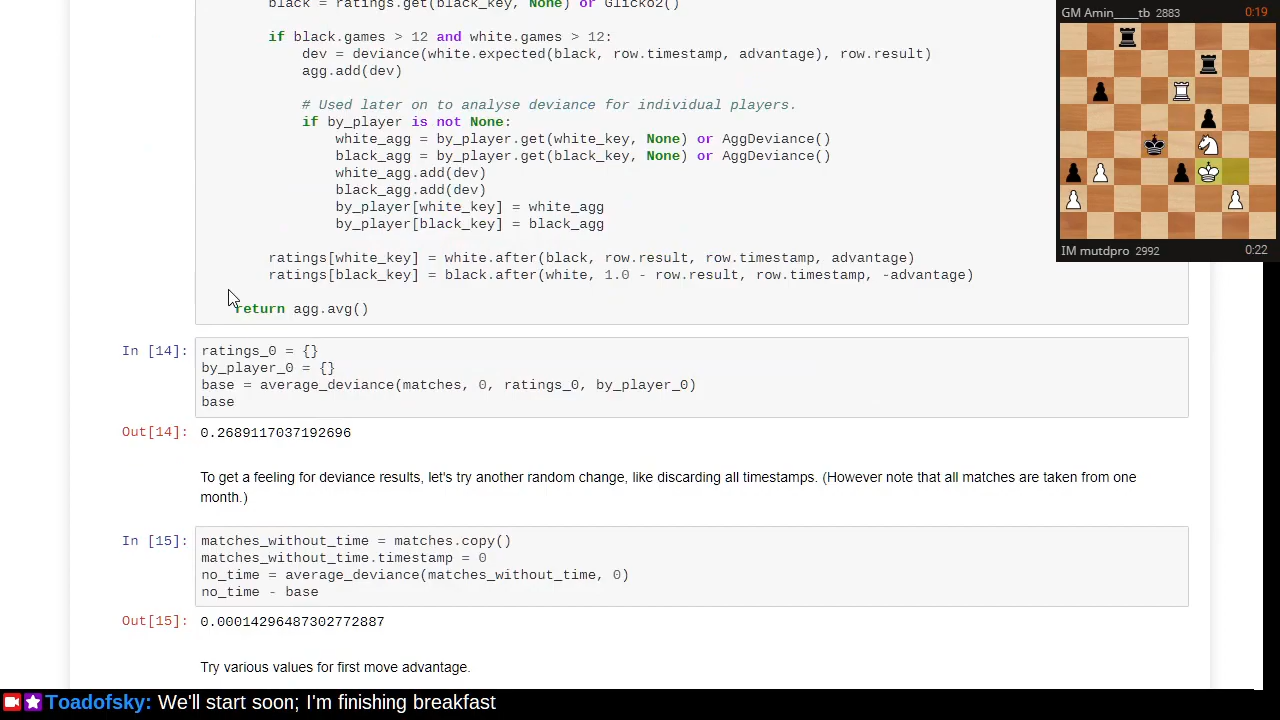 black = ratings.get(black_key, None) or Glicko2()
if black.games > 12 and white.games > 12:
dev = deviance(white.expected(black, row.timestamp, advantage), row.result)
agg.add(dev)
# Used later on to analyse deviance for individual players.
if by_player is not None:
white_agg = by_player.get(white_key, None) or AggDeviance()
black_agg = by_player.get(black_key, None) or AggDeviance()
white_agg.add(dev)
black_agg.add(dev)
by_player[white_key] = white_agg
by_player[black_key] = black_agg
ratings[white_key] = white.after(black, row.result, row.timestamp, advantage)
ratings[black_key] = black.after(white, 1.0 - row.result, row.timestamp, -advantage)
return agg.avg()
In [14]:
ratings_0 = {}
by_player_0 = {}
base = average_deviance(matches, 0, ratings_0, by_player_0)
base
Out[14]: 0.2689117037192696
To get a feeling for deviance results, let's try another random change, like discarding all timestamps. (However note that all matches are taken from one
month.)
In [15]:
matches_without_time = matches.copy()
matches_without_time.timestamp = 0
no_time = average_deviance(matches_without_time, 0)
no_time - base
Out[15]: 0.00014296487302772887
Try various values for first move advantage.
GM Amin____tb 2883 0:19
IM mutdpro 2992 0:22
Toadofsky: We'll start soon; I'm finishing breakfast